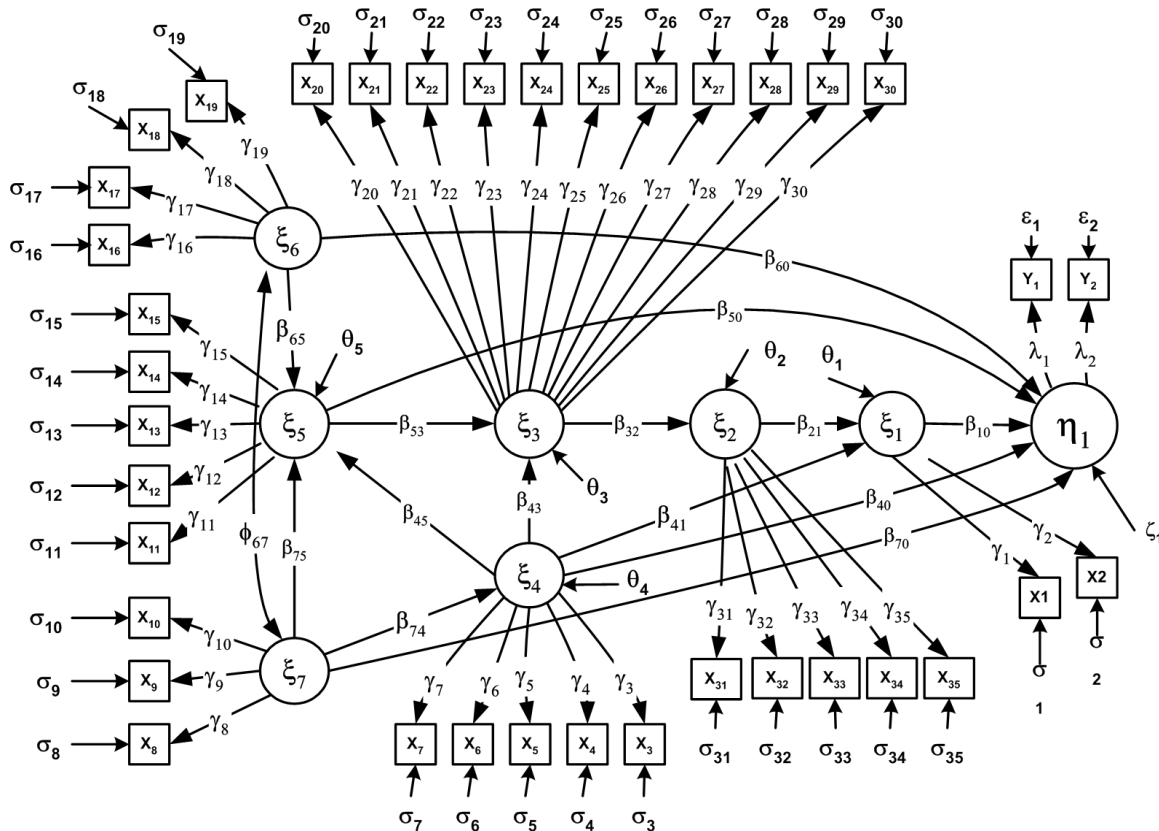 σ19 σ20 σ21 σ22 σ23 σ24 σ25 σ26 σ27 σ28 σ29 σ30
σ18 X19 X20 X21 X22 X23 X24 X25 X26 X27 X28 X29 X30
X18
γ19
σ17 X17 γ18
γ17 γ20 γ21 γ22 γ23 γ24 γ25 γ26 γ27 γ28 γ29 γ30
σ16 X16 γ16 ξ6 ε1 ε2
β60 Y1 Y2
σ15 X15 β65 β50
γ15 θ5 θ2 θ1 λ1 λ2
σ14 X14 γ14
σ13 X13 γ13 ξ5 β53 ξ3 β32 ξ2 β21 ξ1 β10 η1
σ12 X12 γ12 θ3
γ11 β43 β40
σ11 X11 ϕ67 β75 β45 β41 β70 γ2 ζ1
γ1
ξ4 θ4 X2
σ10 X10 β74 γ31 γ32 γ33 γ34 γ35 X1
γ10 σ
σ9 X9 γ9 ξ7 γ7 γ6 γ5 γ4 γ3 X31 X32 X33 X34 X35 σ 2
γ8 1
σ8 X8 X7 X6 X5 X4 X3 σ31 σ32 σ33 σ34 σ35
σ7 σ6 σ5 σ4 σ3